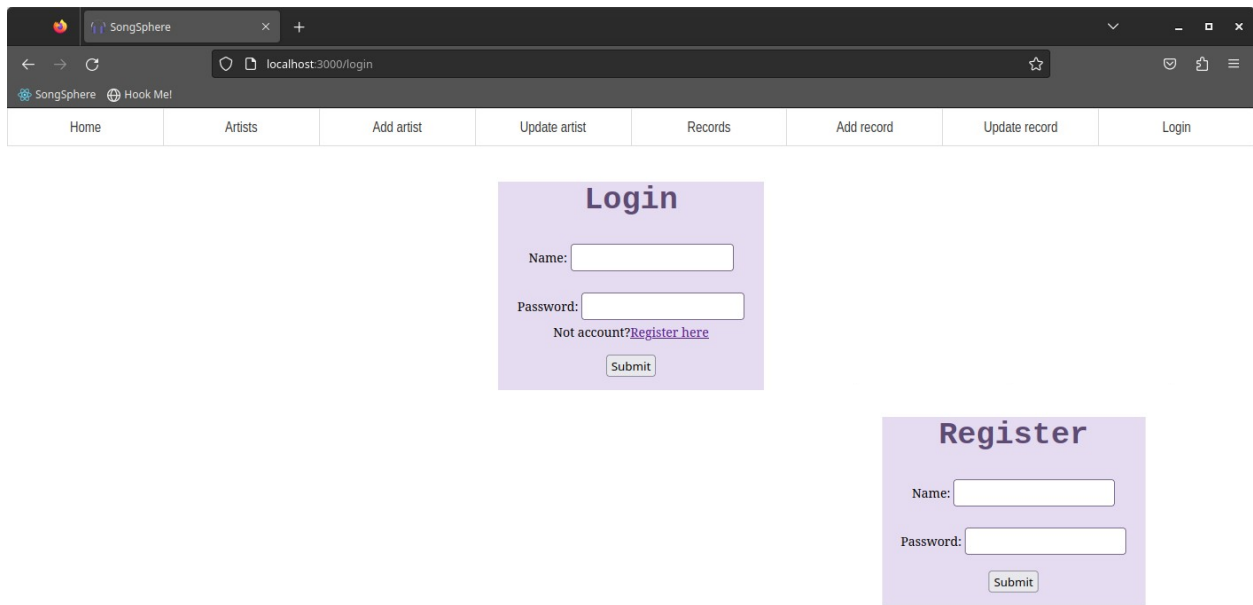 SongSphere
localhost:3000/login
SongSphere Hook Me!
Home Artists Add artist Update artist Records Add record Update record Login
Login
Name:
Password:
Not account?Register here
Submit
Register
Name:
Password:
Submit